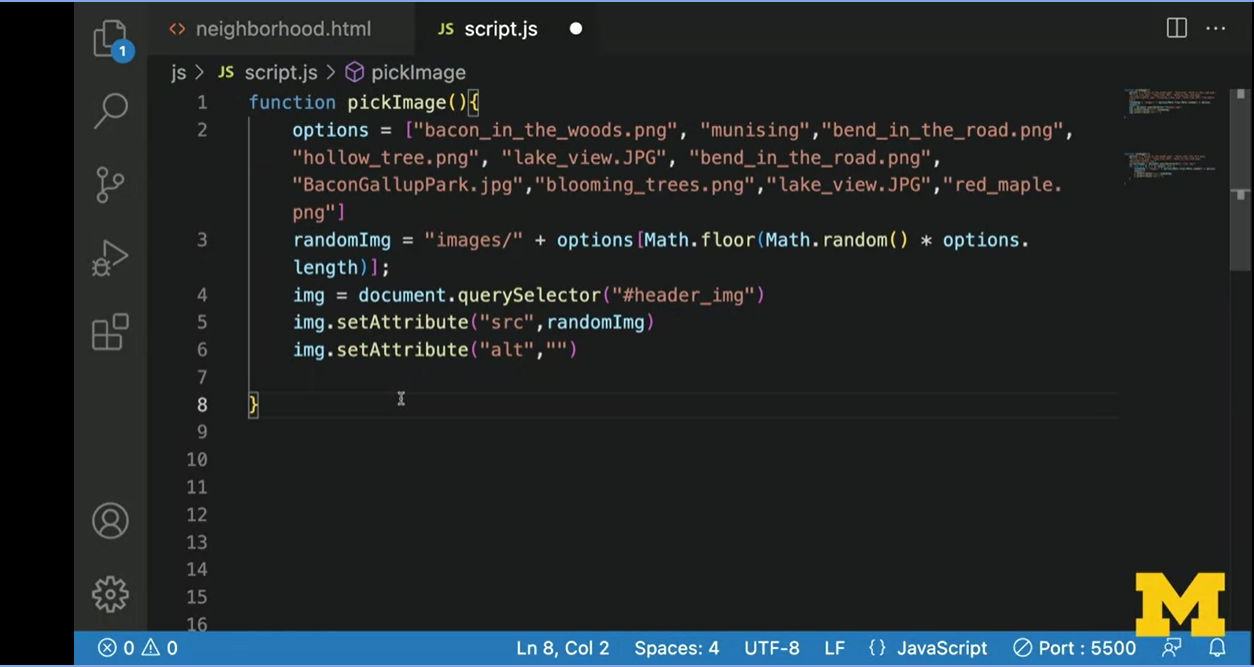 neighborhood.html
JS script.js
1
js > JS script.js > pickImage
1 function pickImage(){
2 options = ["bacon_in_the_woods.png", "munising","bend_in_the_road.png",
"hollow_tree.png", "lake_view.JPG", "bend_in_the_road.png",
"BaconGallupPark.jpg","blooming_trees.png","lake_view.JPG","red_maple.
png"]
3 randomImg = "images/" + options[Math.floor(Math.random() * options.
length)];
4 img = document.querySelector("#header_img")
5 img.setAttribute("src",randomImg)
6 img.setAttribute("alt","")
7
8 }
9
10
11
12
13
14
15
16
M
0 0 Ln 8, Col 2 Spaces: 4 UTF-8 LF {} JavaScript Port : 5500